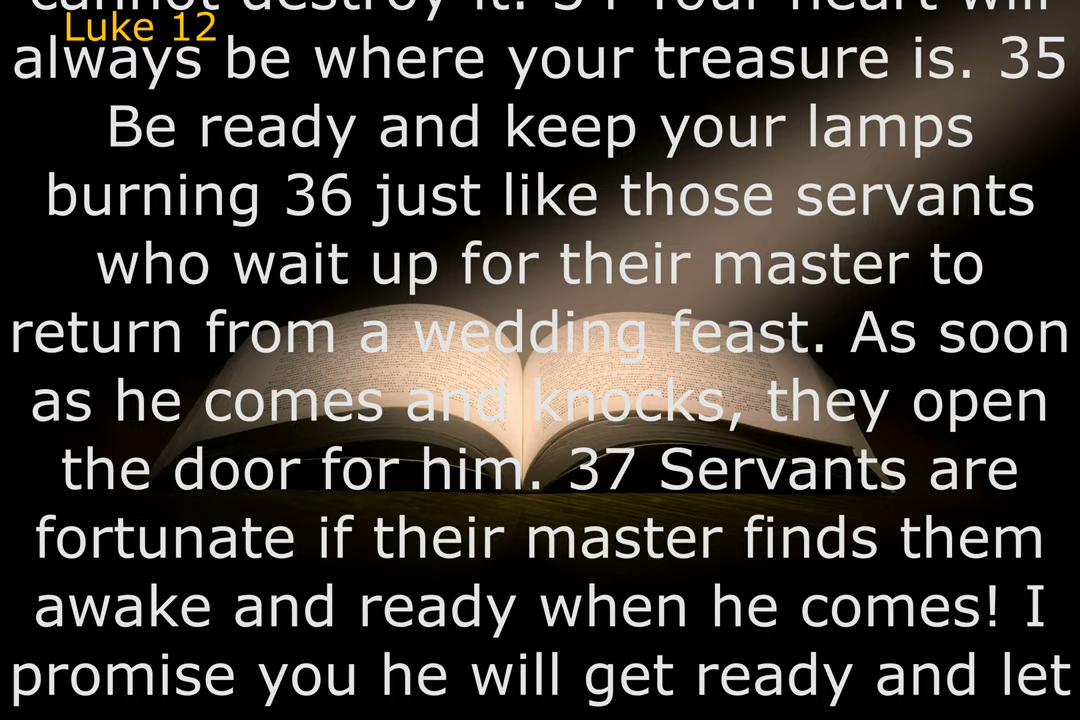 cannot destroy it. 34 Your heart will
Luke 12
always be where your treasure is. 35
Be ready and keep your lamps
burning 36 just like those servants
who wait up for their master to
return from a wedding feast. As soon
as he comes and knocks, they open
the door for him. 37 Servants are
fortunate if their master finds them
awake and ready when he comes! I
promise you he will get ready and let